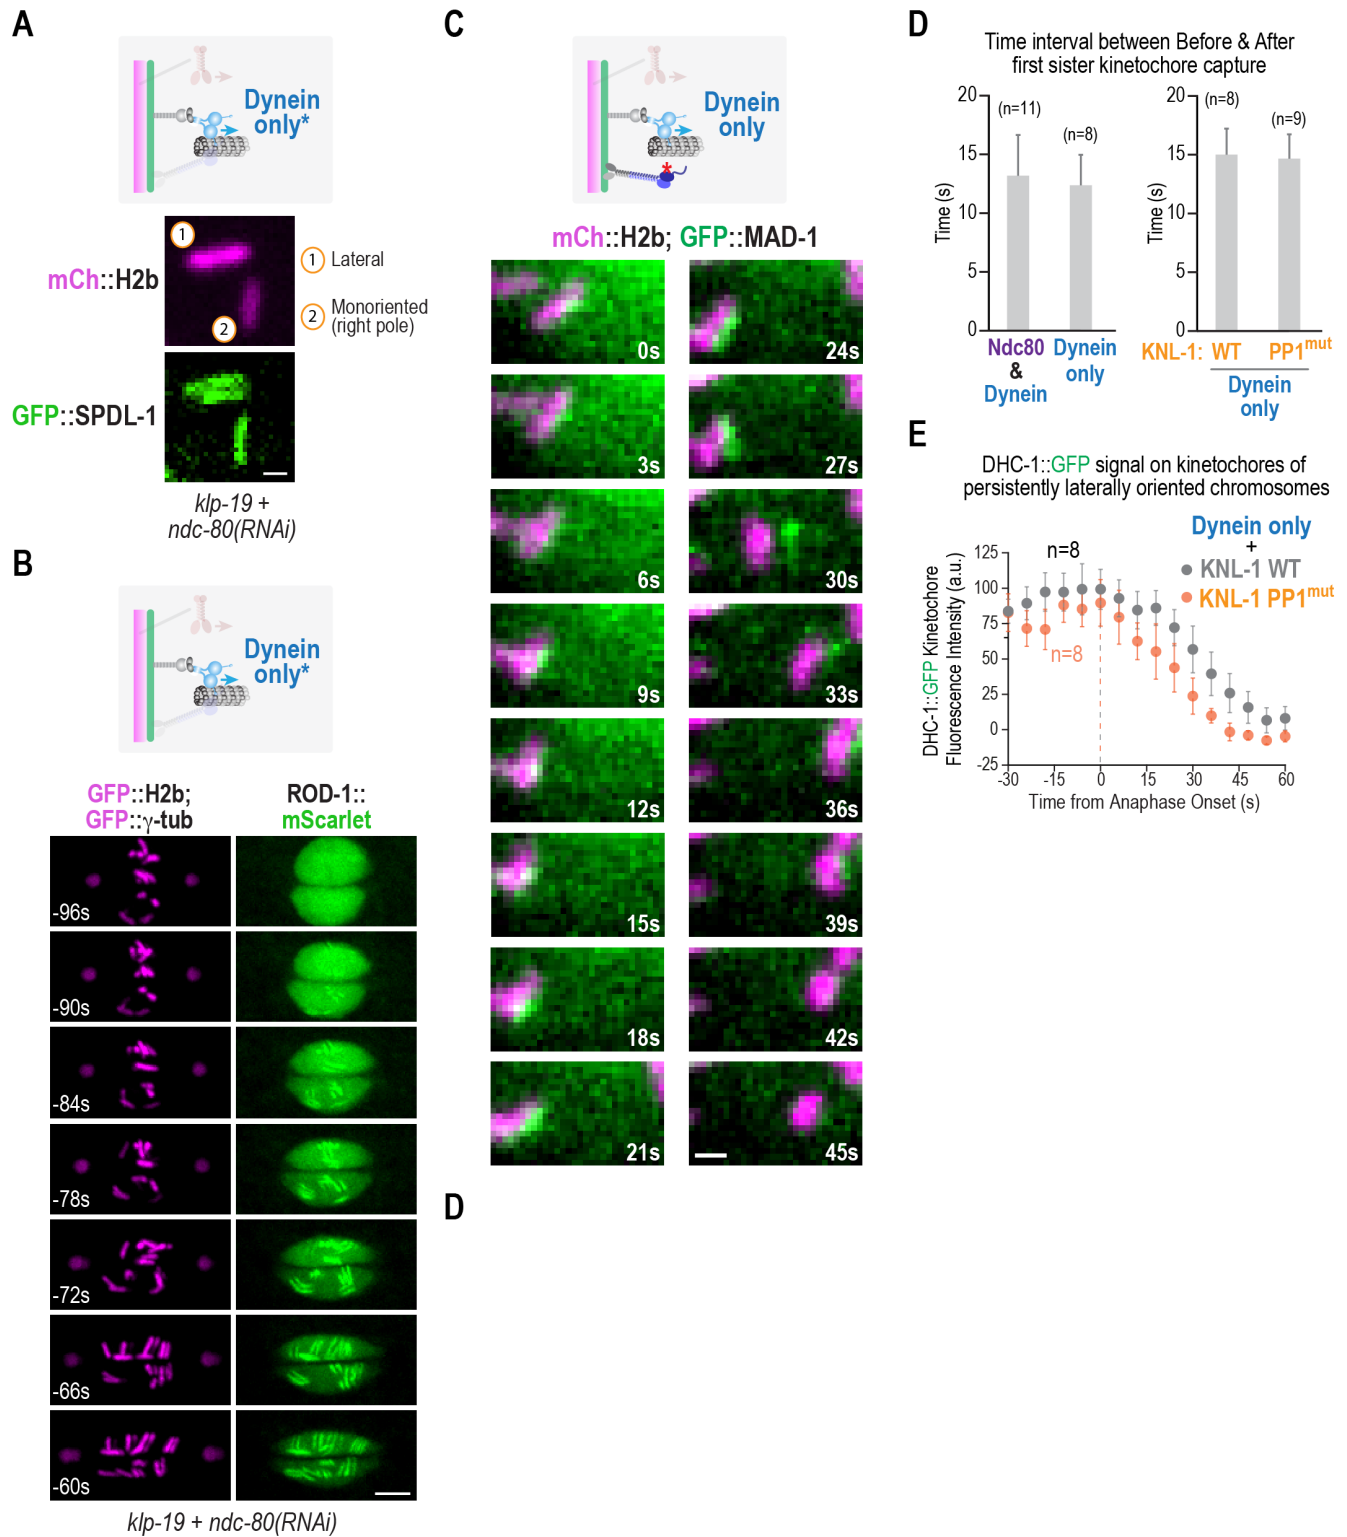 A
Dynein
only*
mCh::H2b
1
2
1 Lateral
2 Monoriented
(right pole)
GFP::SPDL-1
klp-19 +
ndc-80(RNAi)
B
Dynein
only*
GFP::H2b;
GFP::γ-tub
ROD-1::
mScarlet
-96s
-90s
-84s
-78s
-72s
-66s
-60s
klp-19 + ndc-80(RNAi)
C
Dynein
only
*
mCh::H2b; GFP::MAD-1
0s
3s
6s
9s
12s
15s
18s
21s
24s
27s
30s
33s
36s
39s
42s
45s
D
D
Time interval between Before & After
first sister kinetochore capture
Time (s)
20
15
10
5
0
(n=11)
(n=8)
Ndc80
&
Dynein
Dynein
only
Time (s)
20
15
10
5
0
(n=8)
(n=9)
KNL-1: WT PP1mut
Dynein
only
E
DHC-1::GFP signal on kinetochores of
persistently laterally oriented chromosomes
Dynein only
+
KNL-1 WT
KNL-1 PP1mut
n=8
n=8
DHC-1::GFP Kinetochore
Fluorescence Intensity (a.u.)
125
100
75
50
25
0
-25
-30 -15 0 15 30 45 60
Time from Anaphase Onset (s)